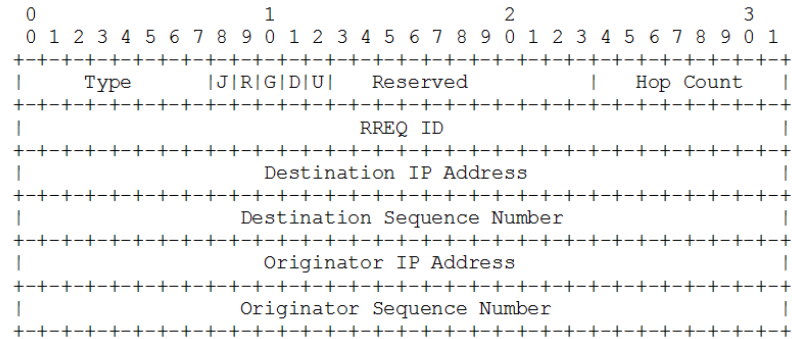 0                   1                   2                   3
 0 1 2 3 4 5 6 7 8 9 0 1 2 3 4 5 6 7 8 9 0 1 2 3 4 5 6 7 8 9 0 1
+-+-+-+-+-+-+-+-+-+-+-+-+-+-+-+-+-+-+-+-+-+-+-+-+-+-+-+-+-+-+-+-+
|     Type      |J|R|G|D|U|   Reserved          |   Hop Count   |
+-+-+-+-+-+-+-+-+-+-+-+-+-+-+-+-+-+-+-+-+-+-+-+-+-+-+-+-+-+-+-+-+
|                            RREQ ID                            |
+-+-+-+-+-+-+-+-+-+-+-+-+-+-+-+-+-+-+-+-+-+-+-+-+-+-+-+-+-+-+-+-+
|                    Destination IP Address                     |
+-+-+-+-+-+-+-+-+-+-+-+-+-+-+-+-+-+-+-+-+-+-+-+-+-+-+-+-+-+-+-+-+
|                  Destination Sequence Number                  |
+-+-+-+-+-+-+-+-+-+-+-+-+-+-+-+-+-+-+-+-+-+-+-+-+-+-+-+-+-+-+-+-+
|                    Originator IP Address                      |
+-+-+-+-+-+-+-+-+-+-+-+-+-+-+-+-+-+-+-+-+-+-+-+-+-+-+-+-+-+-+-+-+
|                  Originator Sequence Number                   |
+-+-+-+-+-+-+-+-+-+-+-+-+-+-+-+-+-+-+-+-+-+-+-+-+-+-+-+-+-+-+-+-+